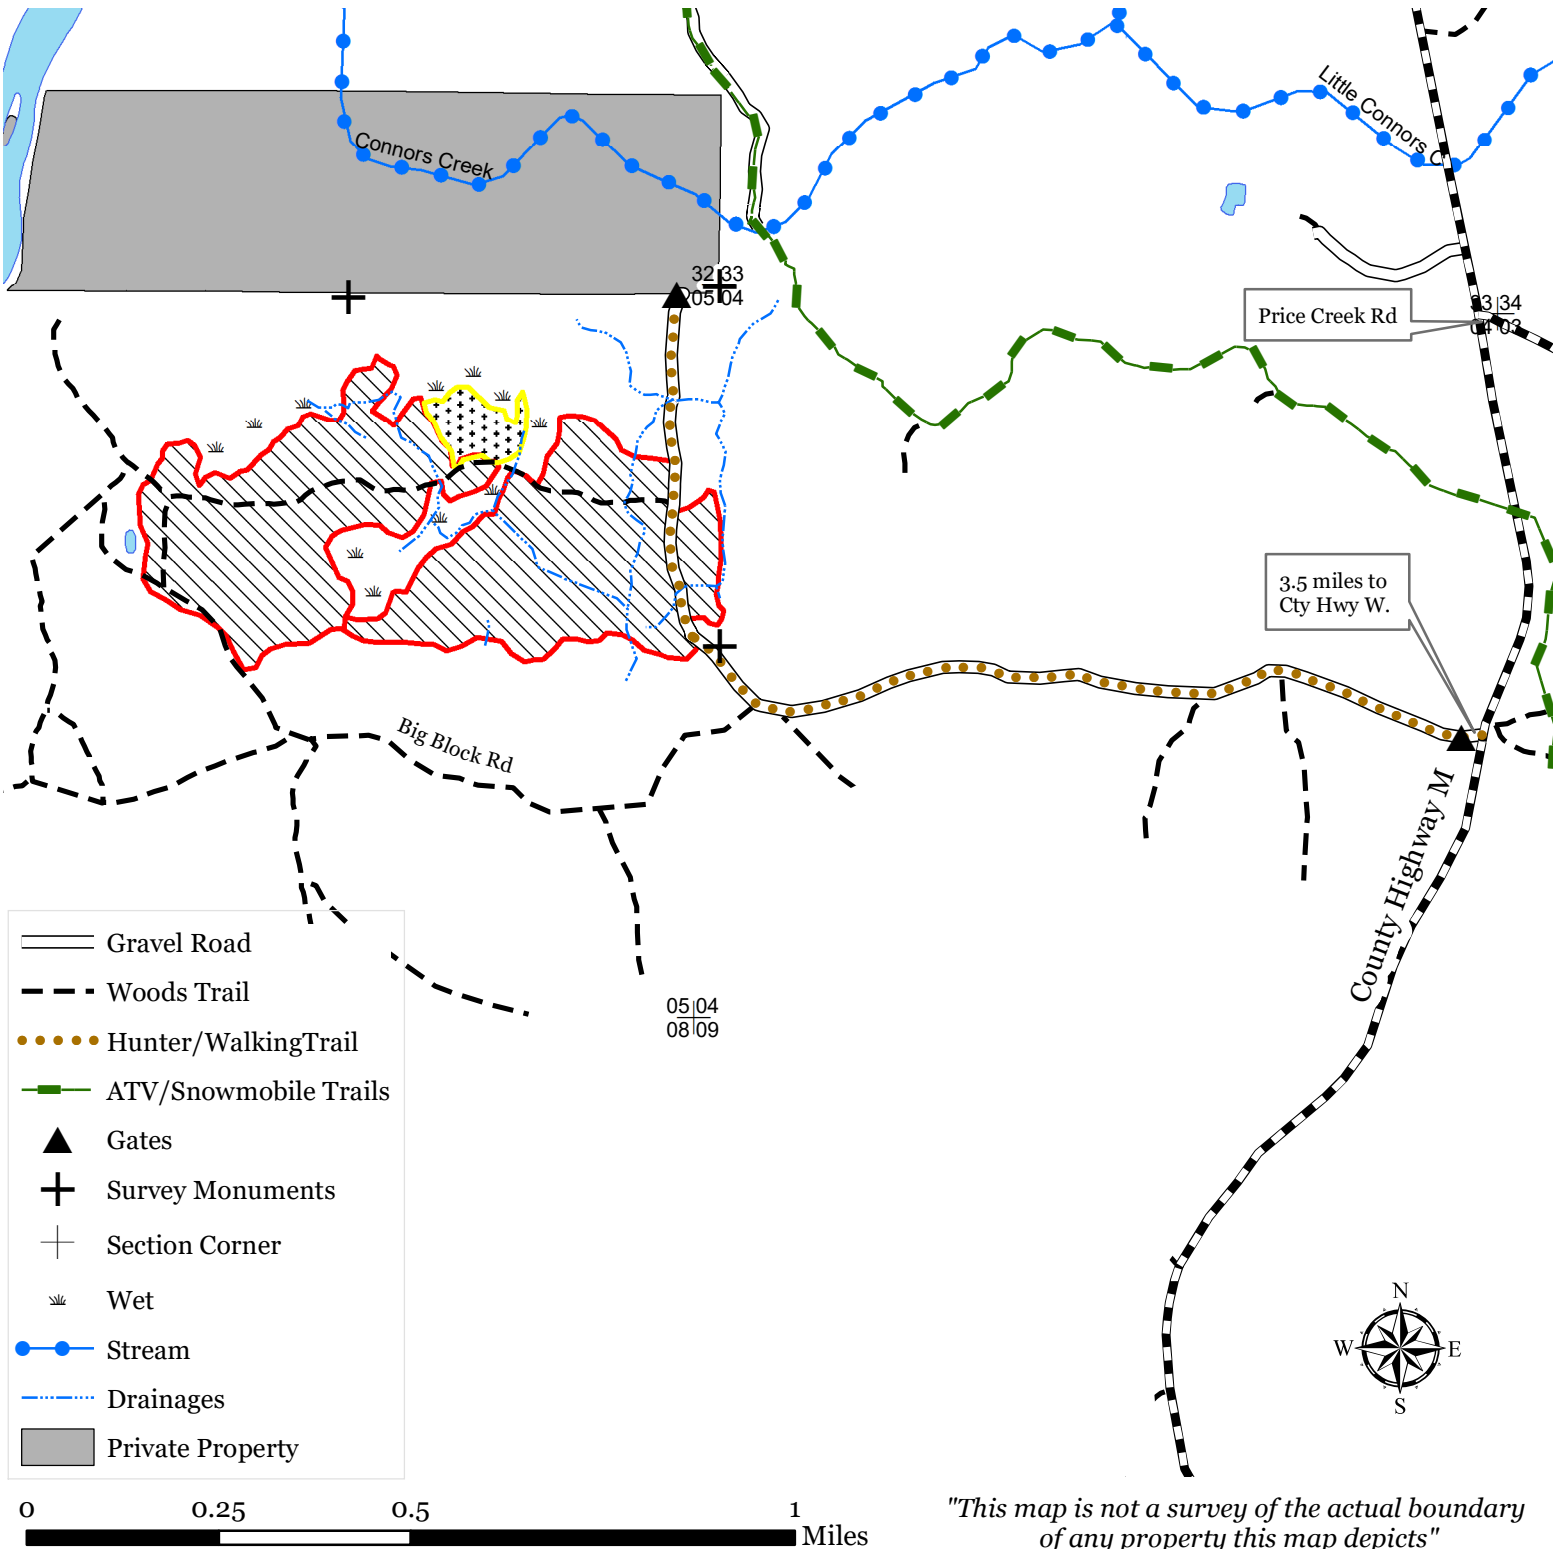 Connors Creek
Little Connors C
32 33
05 04
33 34
04 03
Price Creek Rd
3.5 miles to
Cty Hwy W.
Big Block Rd
County Highway M
05 04
08 09
Gravel Road
Woods Trail
Hunter/WalkingTrail
ATV/Snowmobile Trails
Gates
Survey Monuments
Section Corner
Wet
Stream
Drainages
Private Property
N
W E
S
0 0.25 0.5 1
Miles
"This map is not a survey of the actual boundary
of any property this map depicts"